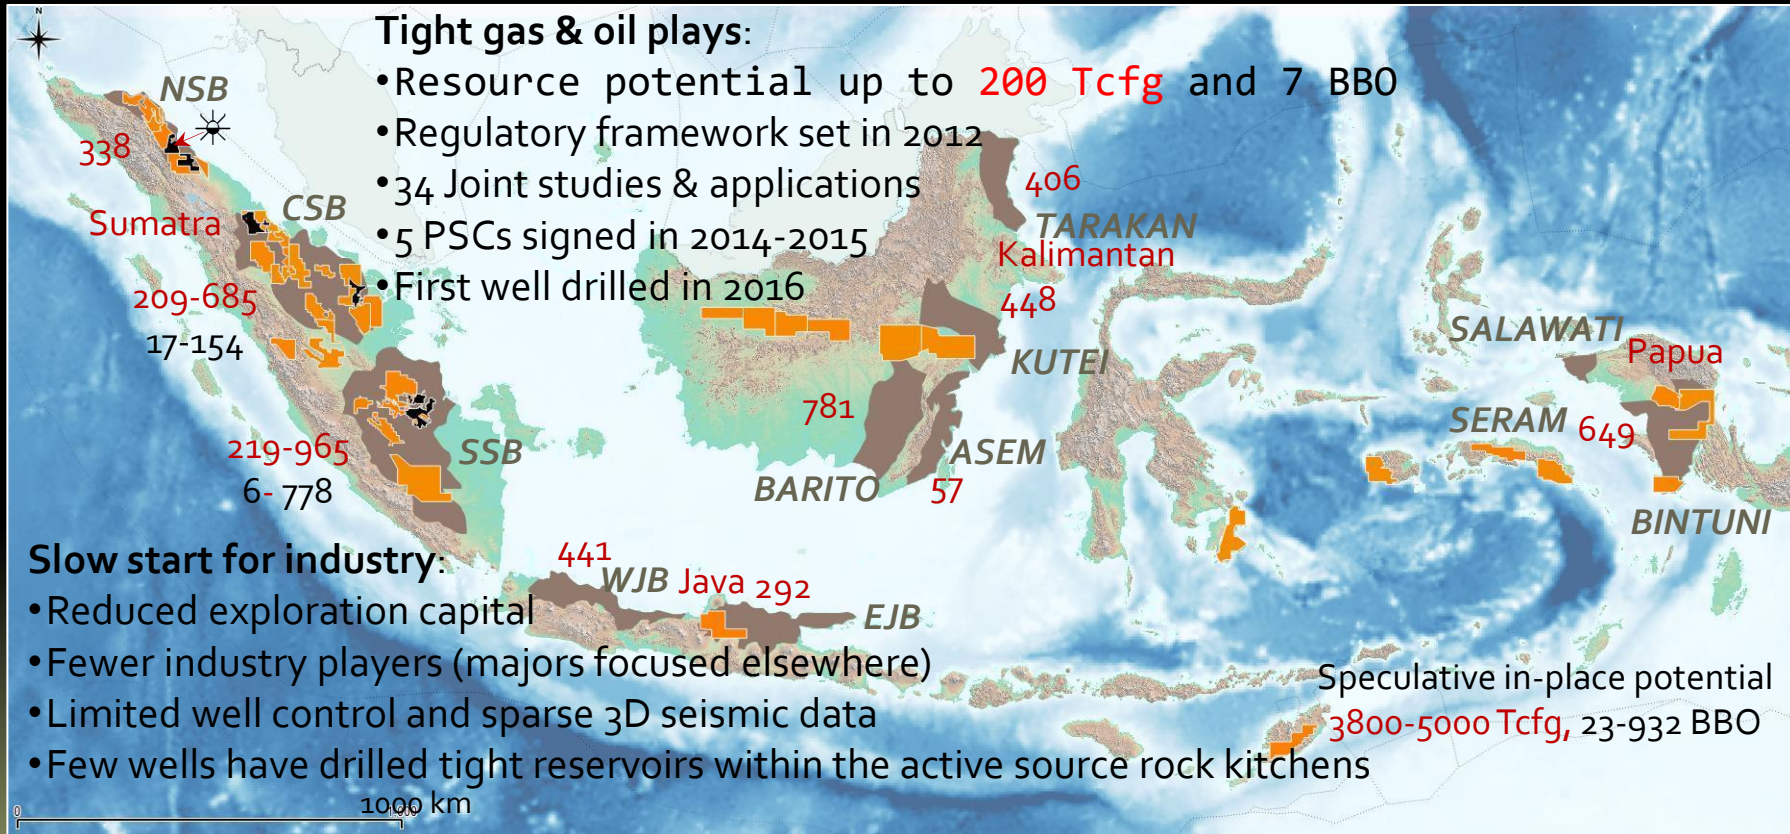 N
Tight gas & oil plays:
•Resource potential up to 200 Tcfg and 7 BBO
•Regulatory framework set in 2012
•34 Joint studies & applications
•5 PSCs signed in 2014-2015
•First well drilled in 2016
NSB
338
Sumatra
CSB
209-685
17-154
219-965
6- 778
SSB
406
TARAKAN
Kalimantan
448
KUTEI
781
BARITO
ASEM
57
SALAWATI
Papua
SERAM
649
BINTUNI
441
WJB
Java
292
EJB
Slow start for industry:
•Reduced exploration capital
•Fewer industry players (majors focused elsewhere)
•Limited well control and sparse 3D seismic data
•Few wells have drilled tight reservoirs within the active source rock kitchens
Speculative in-place potential
3800-5000 Tcfg, 23-932 BBO
0
1000 km
1:000